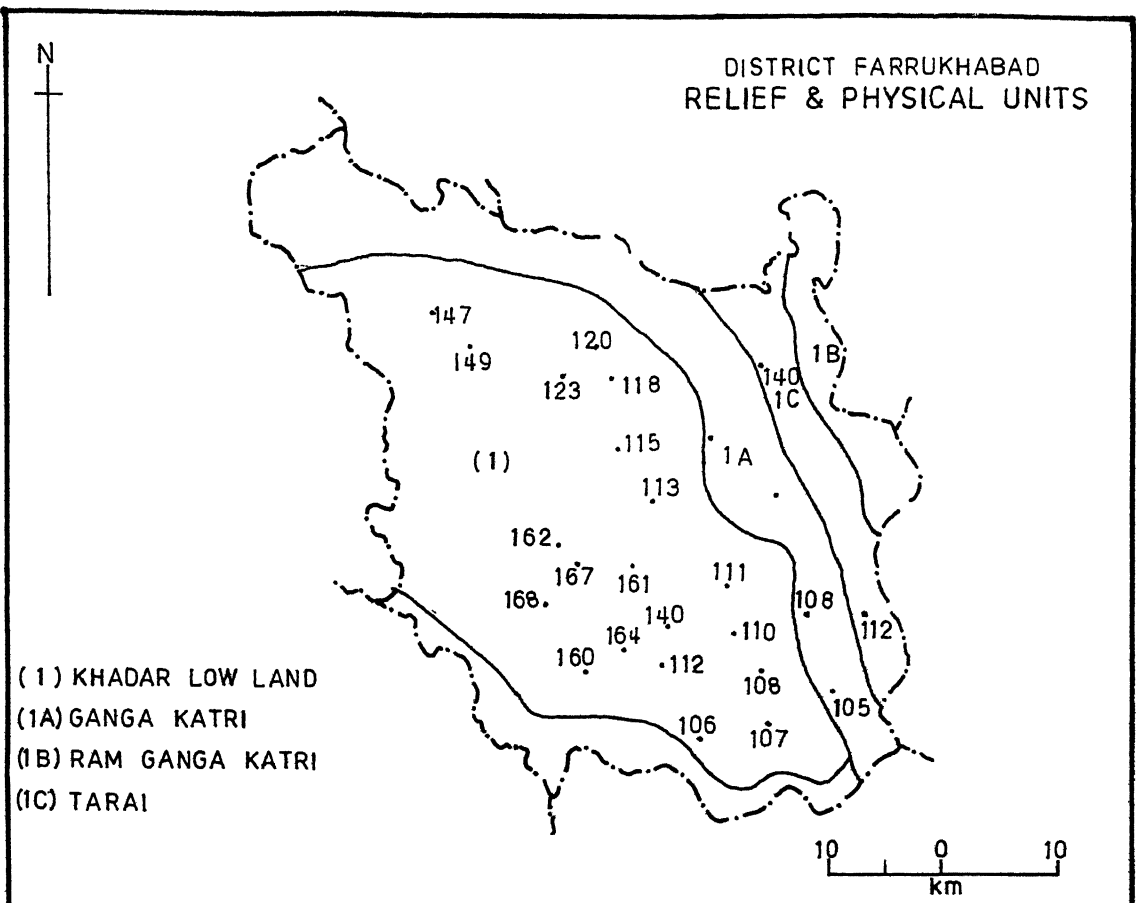 N
DISTRICT FARRUKHABAD
RELIEF & PHYSICAL UNITS
147
149
120
123
118
115
(1)
113
1A
140
1C
1B
162
167
168
161
111
108
112
140
164
110
160
112
108
105
106
107
(1) KHADAR LOW LAND
(1A) GANGA KATRI
(1B) RAM GANGA KATRI
(1C) TARAI
10 0 10
km